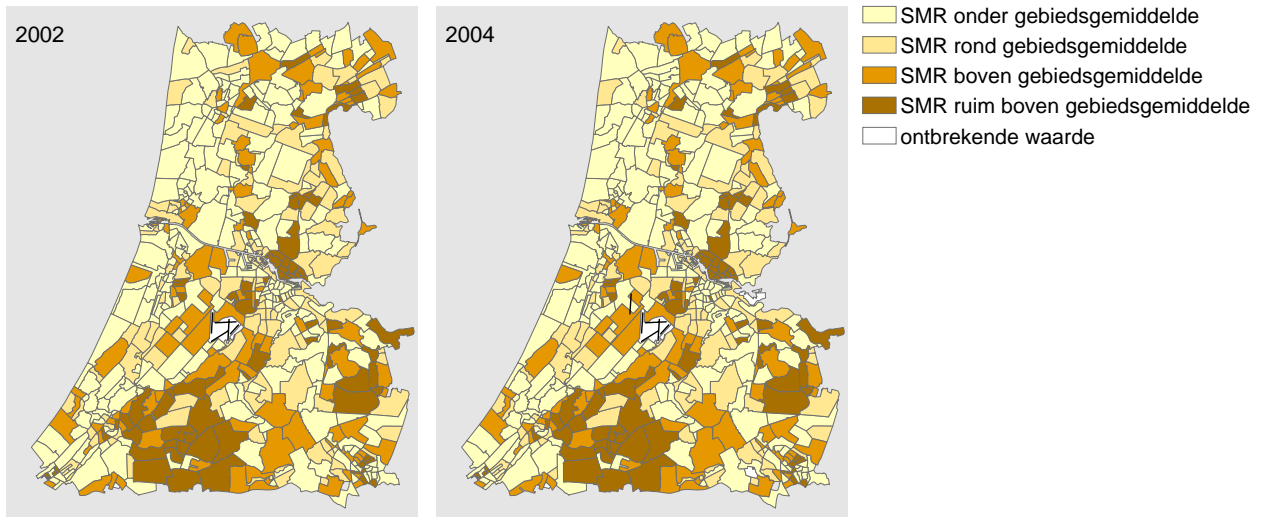 2002
2004
SMR onder gebiedsgemiddelde
SMR rond gebiedsgemiddelde
SMR boven gebiedsgemiddelde
SMR ruim boven gebiedsgemiddelde
ontbrekende waarde